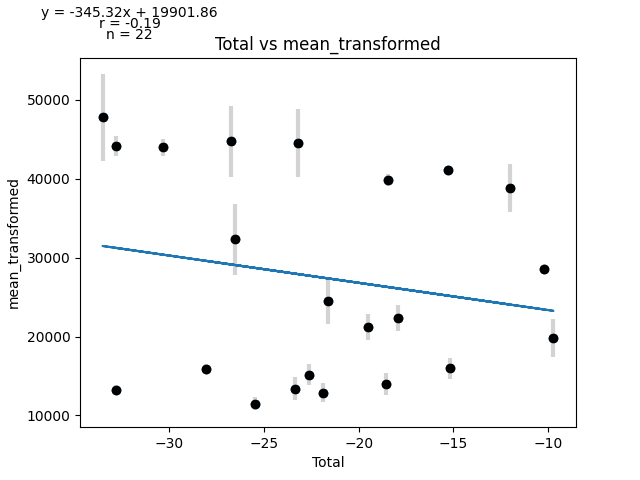 y = -345.32x + 19901.86
r = -0.19
n = 22
Total vs mean_transformed
50000
40000
30000
20000
10000
mean_transformed
−30
−25
−20
−15
−10
Total